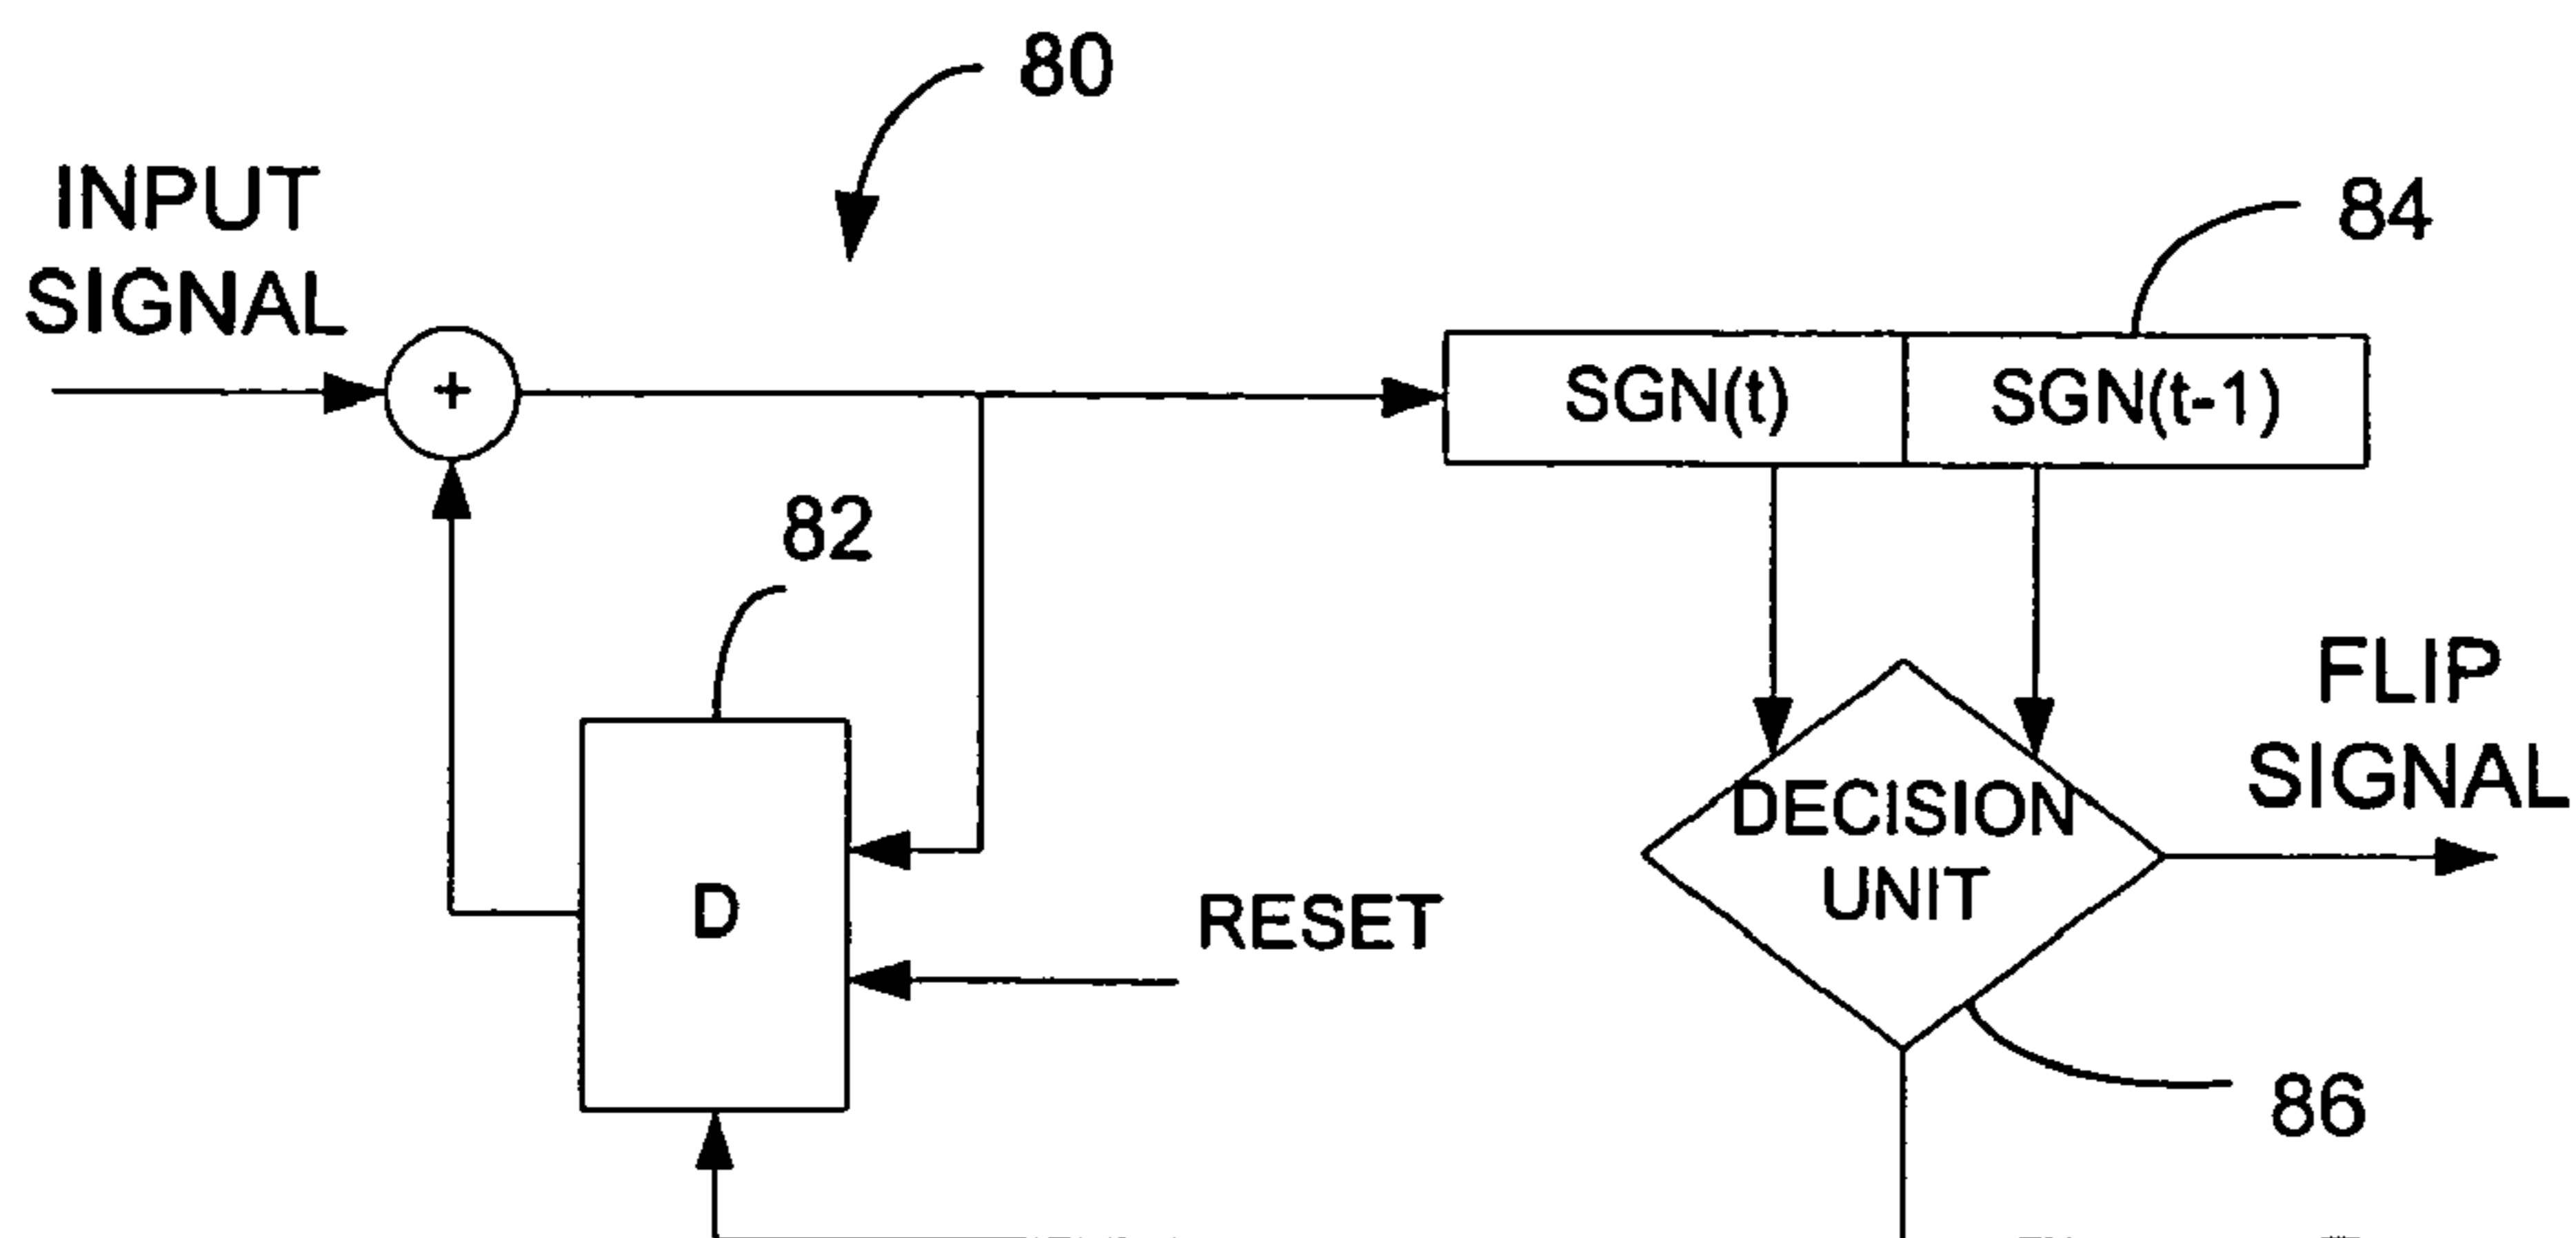 80
INPUT
SIGNAL
84
+
SGN(t)
SGN(t-1)
82
FLIP
SIGNAL
DECISION
UNIT
D
RESET
86